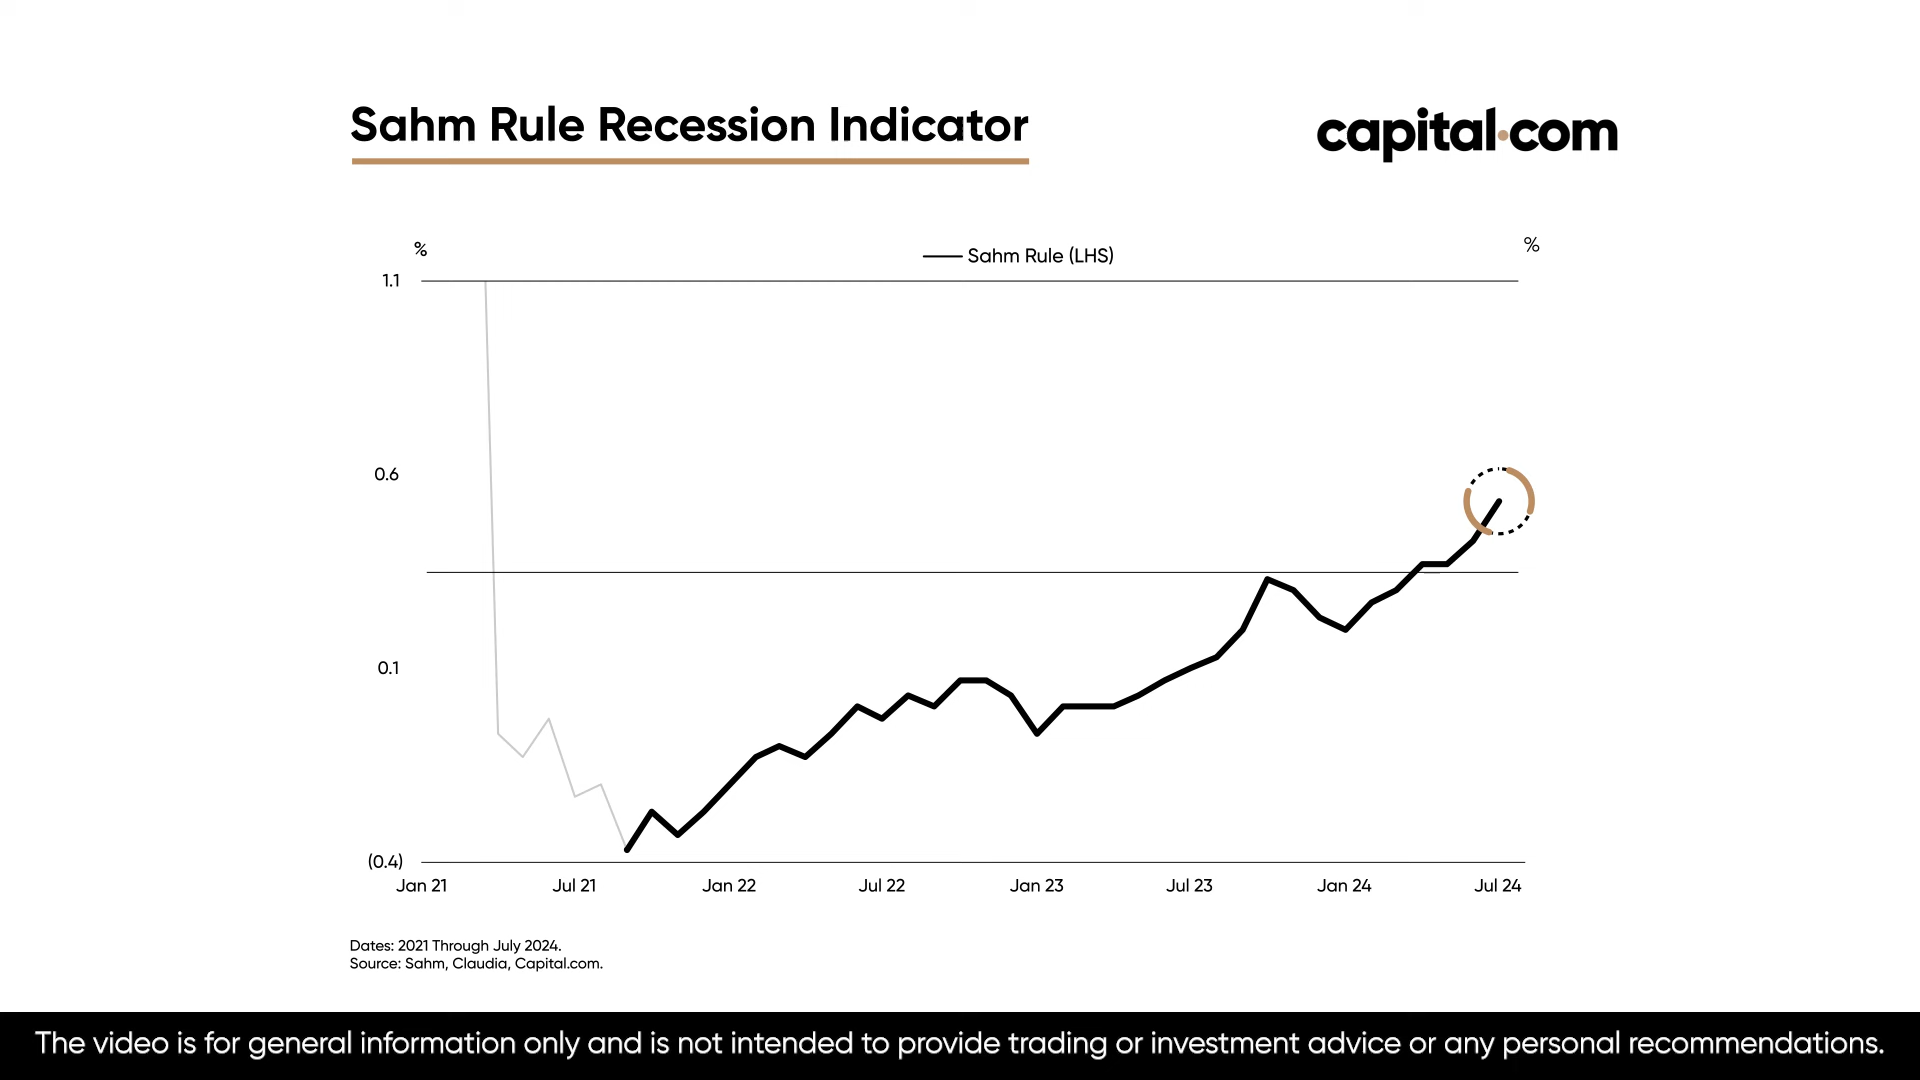 Sahm Rule Recession Indicator
capital.com
%
Sahm Rule (LHS)
%
1.1
0.6
0.1
(0.4)
Jan 21 Jul 21 Jan 22 Jul 22 Jan 23 Jul 23 Jan 24 Jul 24
Dates: 2021 Through July 2024.
Source: Sahm, Claudia, Capital.com.
The video is for general information only and is not intended to provide trading or investment advice or any personal recommendations.